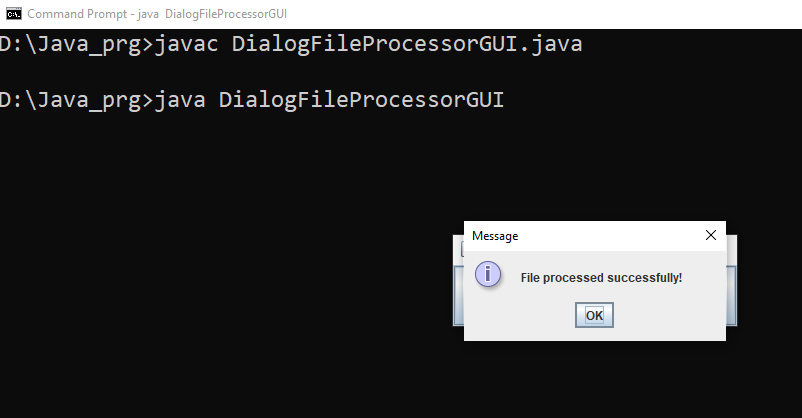 Command Prompt - java  DialogFileProcessorGUI
D:\Java_prg>javac DialogFileProcessorGUI.java
D:\Java_prg>java DialogFileProcessorGUI
Message
File processed successfully!
OK